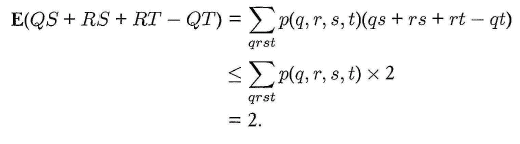 E(QS + RS + RT − QT) = ∑_{qrst} p(q, r, s, t)(qs + rs + rt − qt)
≤ ∑_{qrst} p(q, r, s, t) × 2
= 2.